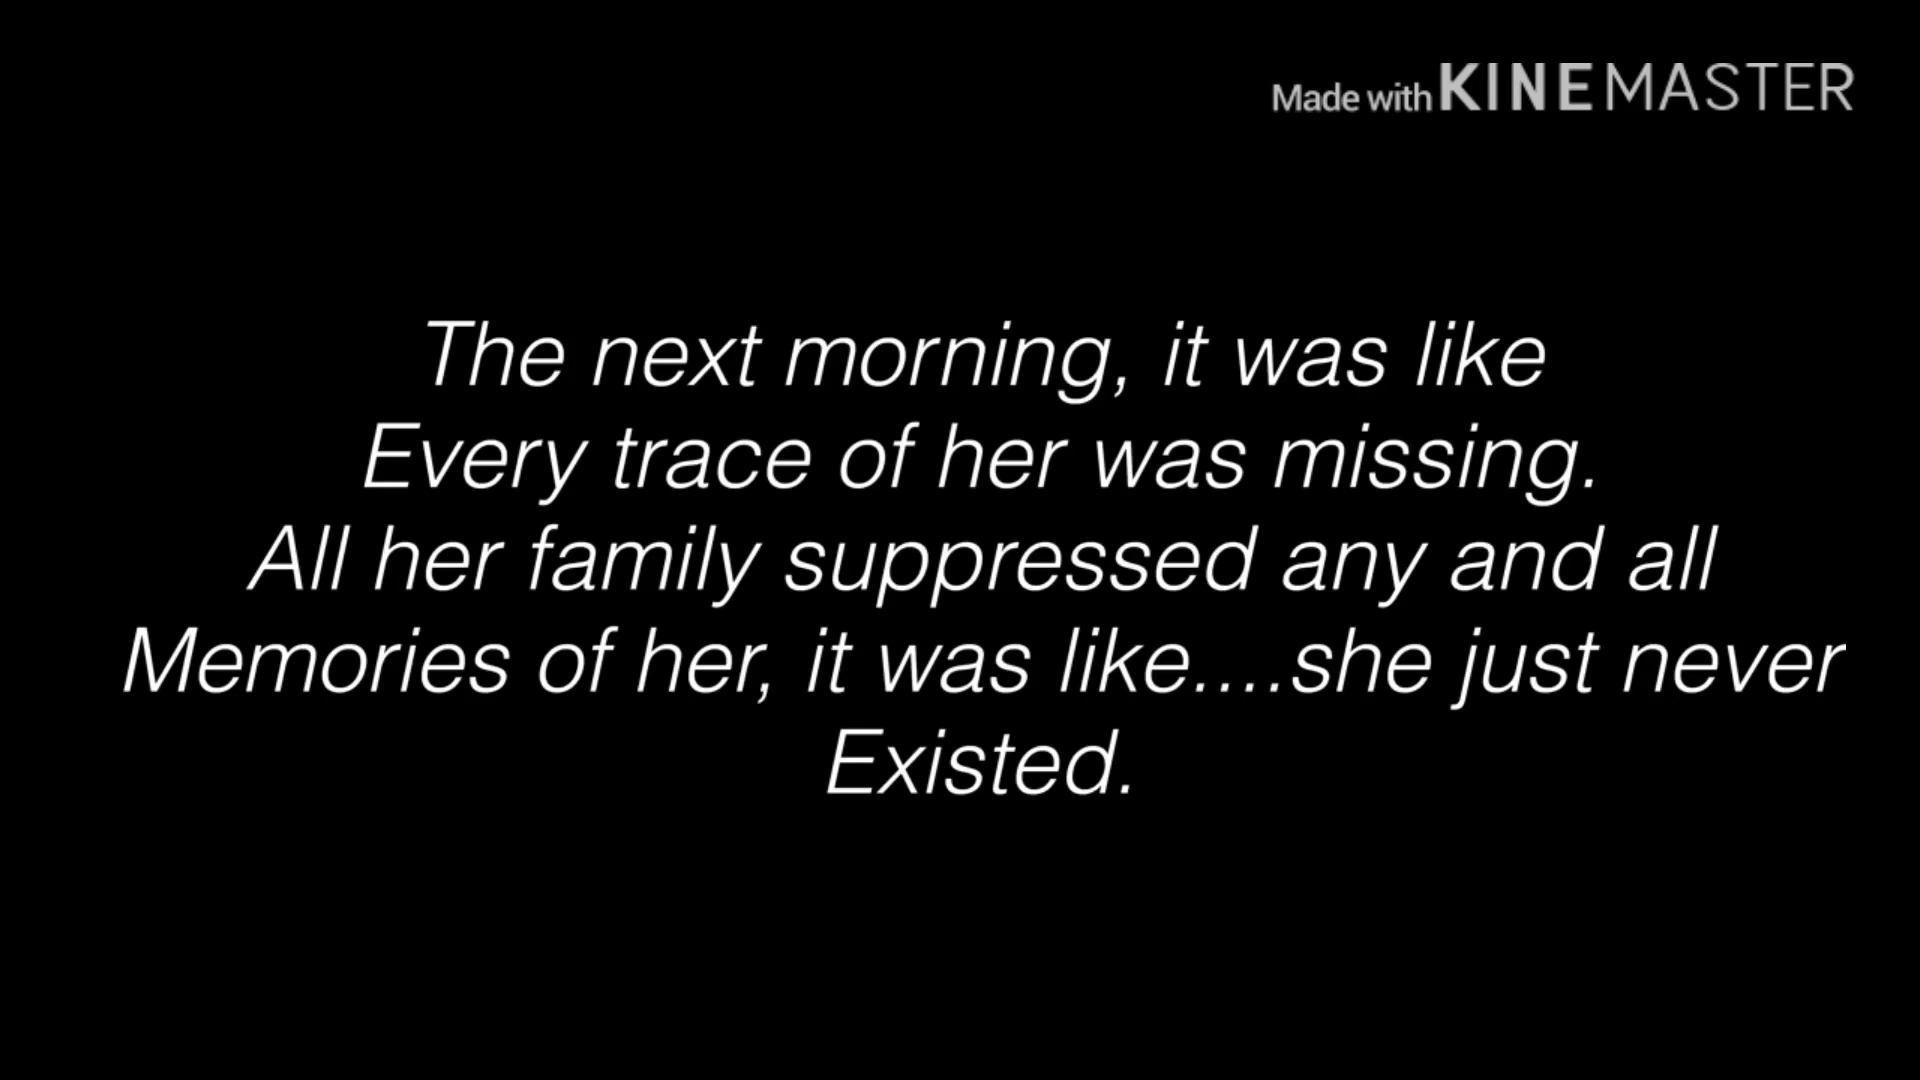 Made with KINEMASTER
The next morning, it was like
Every trace of her was missing.
All her family suppressed any and all
Memories of her, it was like....she just never
Existed.